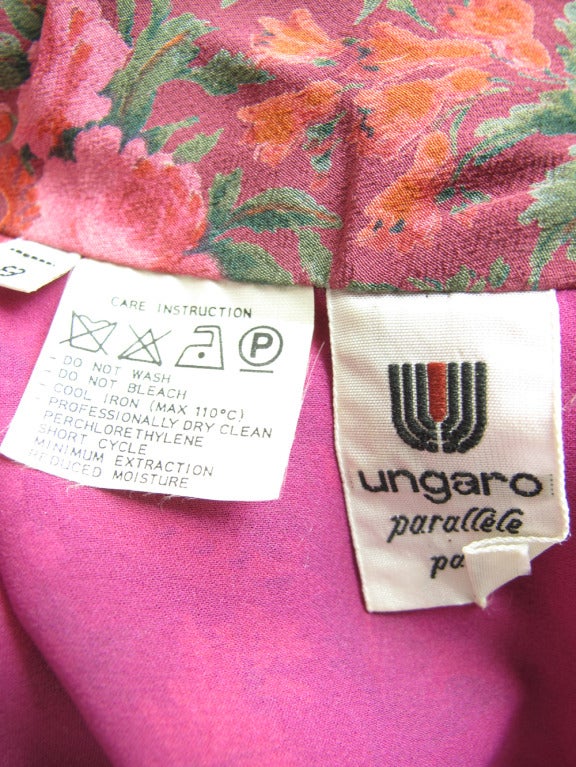 CARE INSTRUCTION
P
- DO NOT WASH
- DO NOT BLEACH
- COOL IRON (MAX 110°C)
- PROFESSIONALLY DRY CLEAN
PERCHLORETHYLENE
SHORT CYCLE
MINIMUM EXTRACTION
REDUCED MOISTURE
ungaro
parallèle